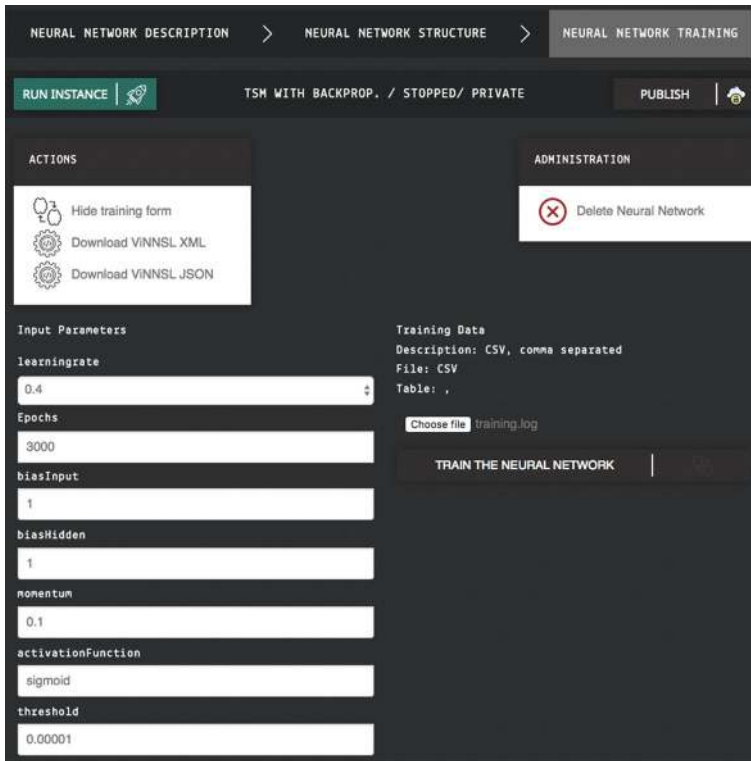 NEURAL NETWORK DESCRIPTION > NEURAL NETWORK STRUCTURE > NEURAL NETWORK TRAINING
RUN INSTANCE TSM WITH BACKPROP. / STOPPED/ PRIVATE PUBLISH
ACTIONS
Hide training form
Download ViNNSL XML
Download ViNNSL JSON
ADMINISTRATION
Delete Neural Network
Input Parameters
learningrate
0.4
Epochs
3000
biasInput
1
biasHidden
1
momentum
0.1
activationFunction
sigmoid
threshold
0.00001
Training Data
Description: CSV, comma separated
File: CSV
Table: ,
Choose file training.log
TRAIN THE NEURAL NETWORK